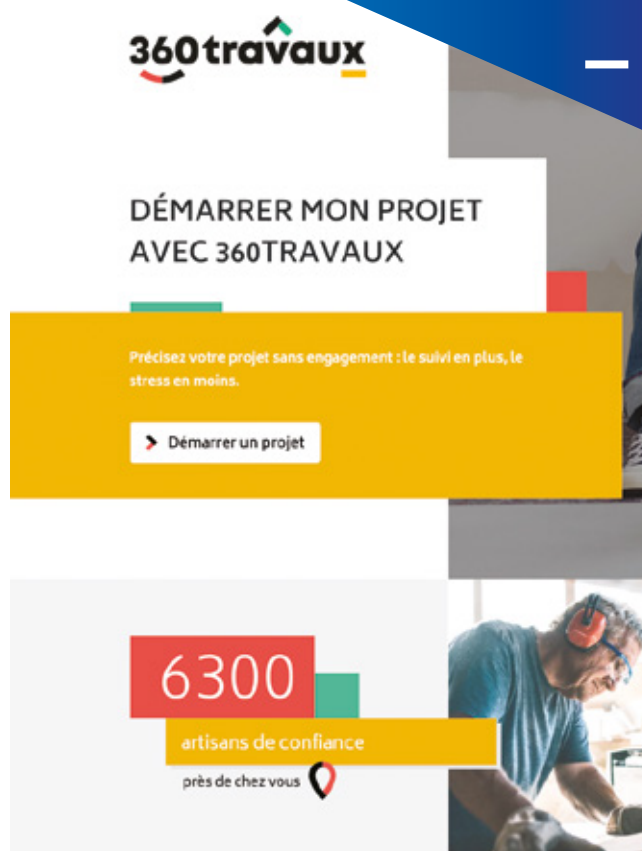 360travaux
DÉMARRER MON PROJET
AVEC 360TRAVAUX
Précisez votre projet sans engagement : le suivi en plus, le
stress en moins.
Démarrer un projet
6300
artisans de confiance
près de chez vous